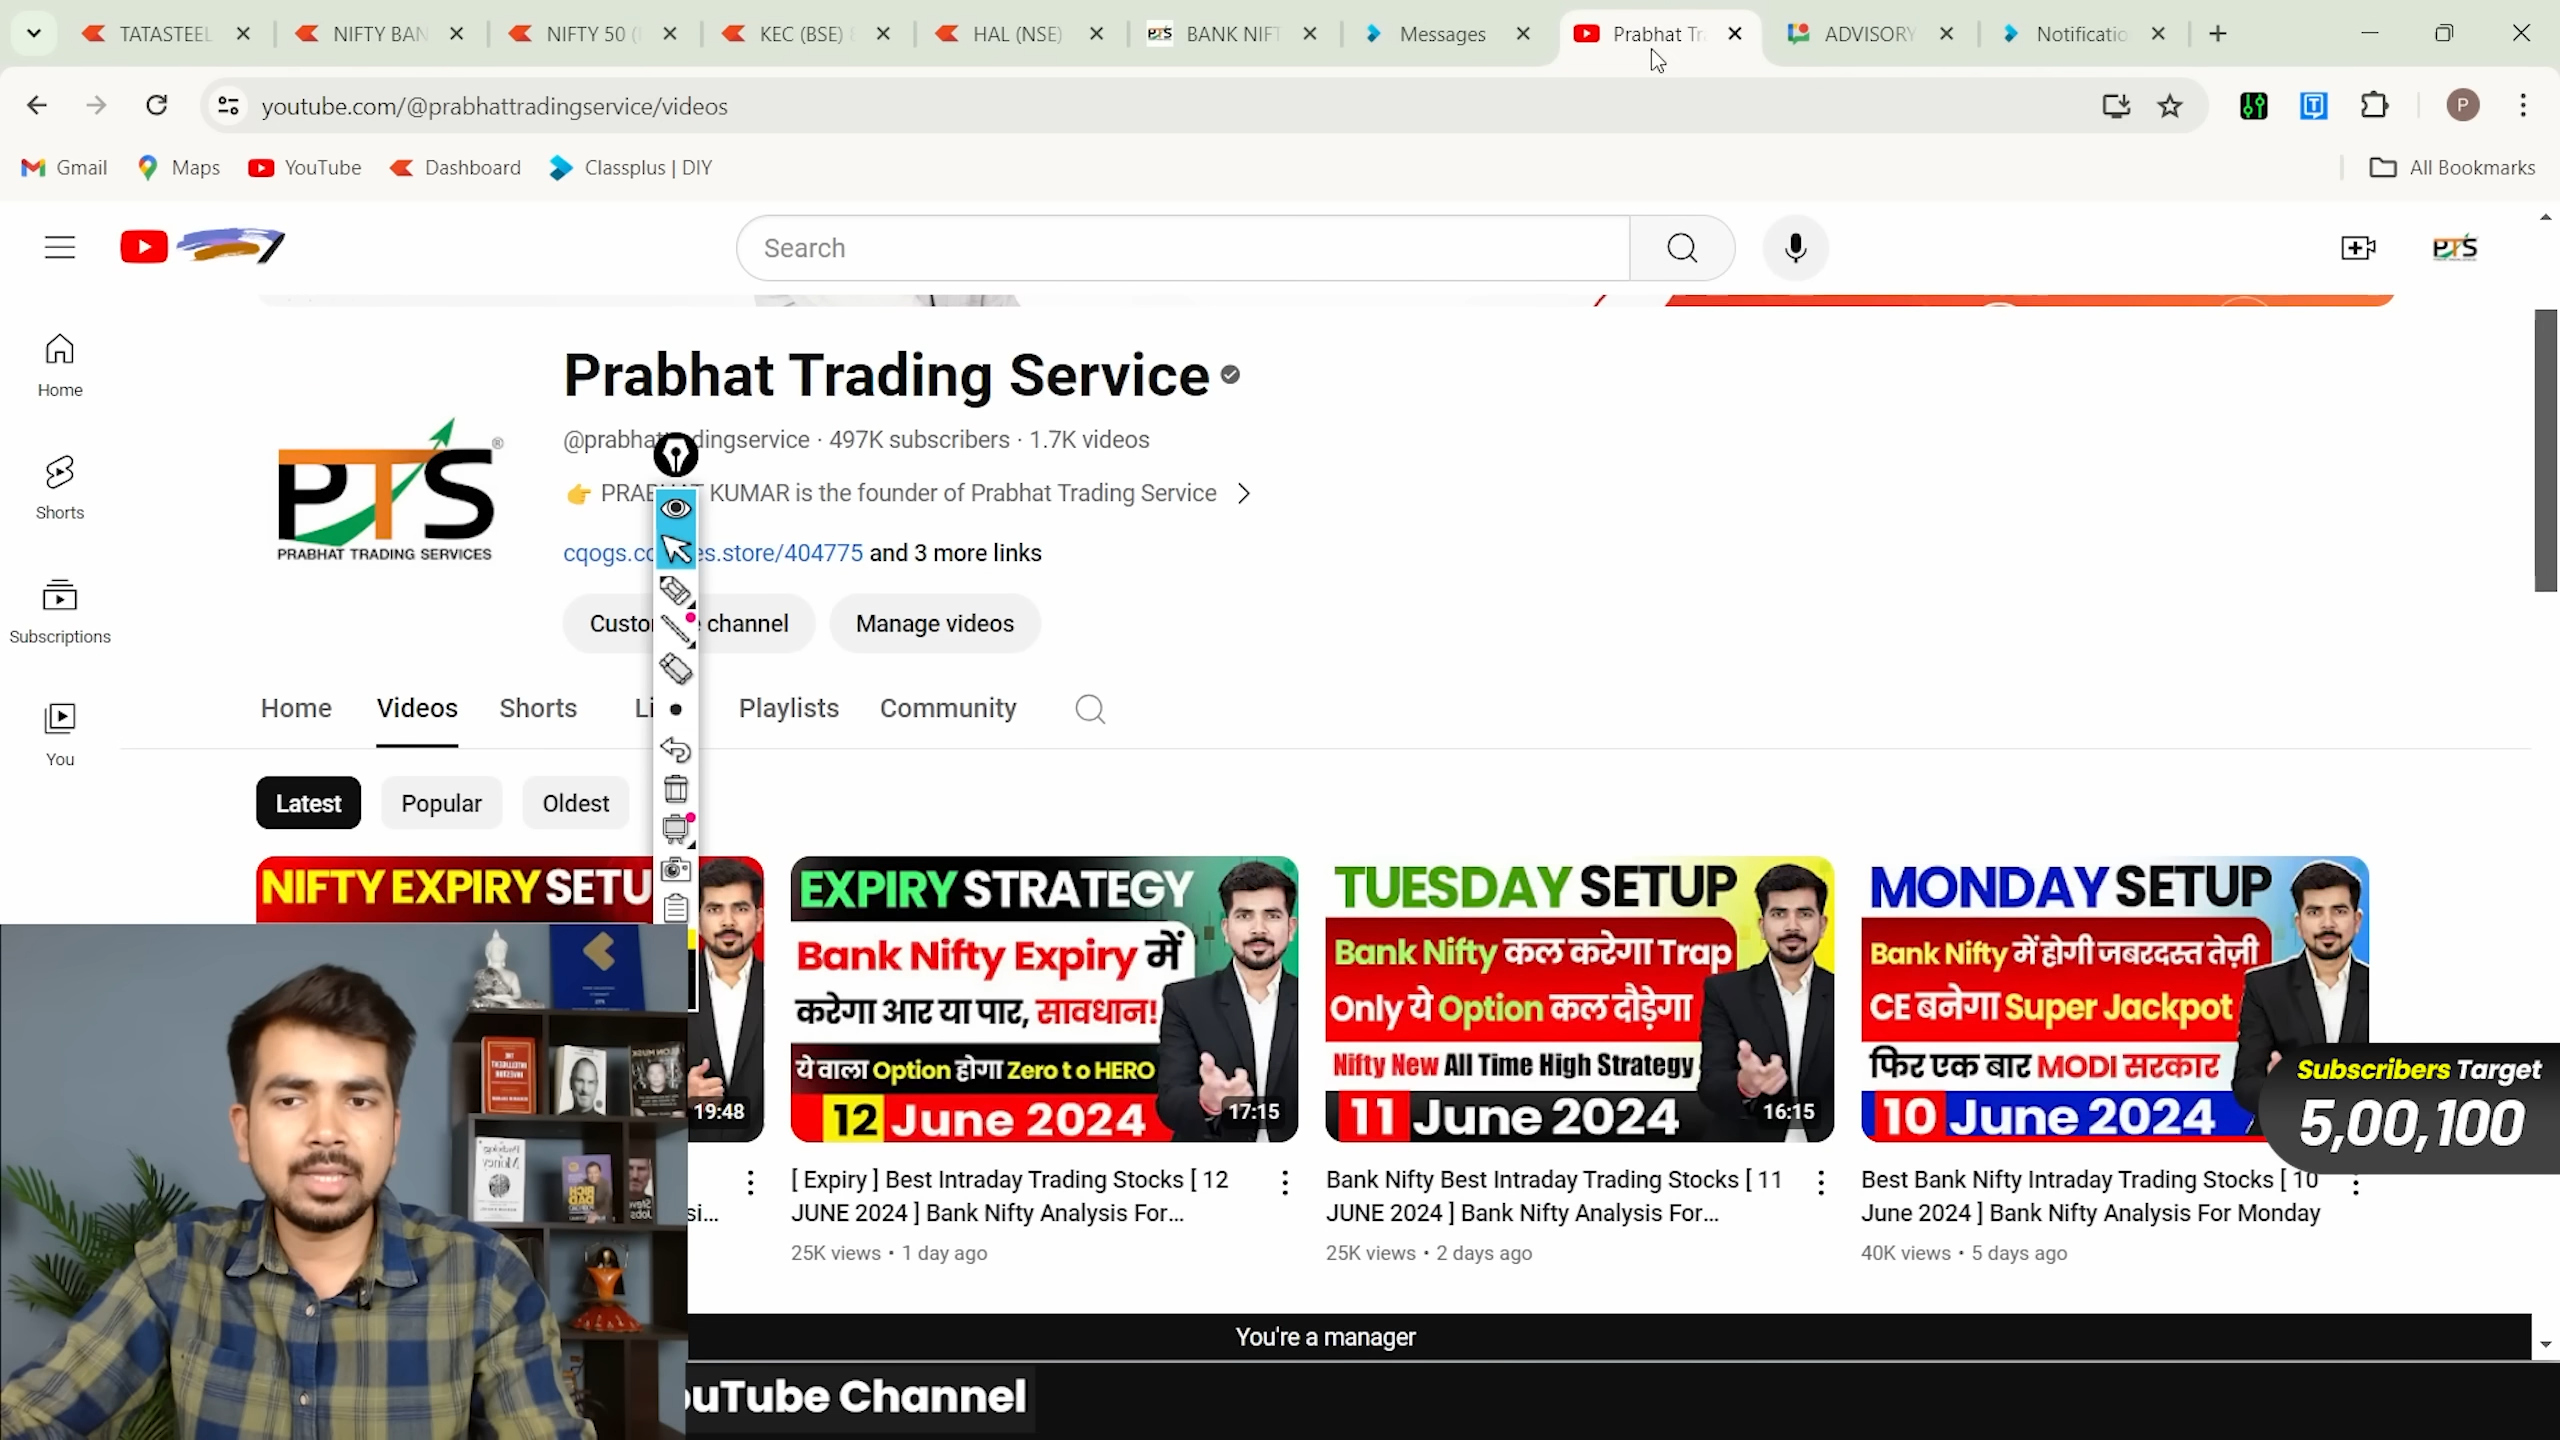 TATASTEEL
NIFTY BAN
NIFTY 50 (
KEC (BSE)
HAL (NSE)
PTS
BANK NIFT
Messages
Prabhat Tr
ADVISORY
Notificatio
youtube.com/@prabhattradingservice/videos
P
Gmail
Maps
YouTube
Dashboard
Classplus | DIY
All Bookmarks
Search
PTS
Home
Shorts
Subscriptions
You
PTS
®
PRABHAT TRADING SERVICES
Prabhat Trading Service
@prabhat dingservice · 497K subscribers · 1.7K videos
👉 PRAB KUMAR is the founder of Prabhat Trading Service
cqogs.co es.store/404775 and 3 more links
Custo channel
Manage videos
Home
Videos
Shorts
Li
Playlists
Community
Latest
Popular
Oldest
NIFTY EXPIRY SETU
19:48
si...
EXPIRY STRATEGY
Bank Nifty Expiry में
करेगा आर या पार, सावधान!
ये वाला Option होगा Zero to HERO
12 June 2024
17:15
[ Expiry ] Best Intraday Trading Stocks [ 12
JUNE 2024 ] Bank Nifty Analysis For...
25K views • 1 day ago
TUESDAY SETUP
Bank Nifty कल करेगा Trap
Only ये Option कल दौड़ेगा
Nifty New All Time High Strategy
11 June 2024
16:15
Bank Nifty Best Intraday Trading Stocks [ 11
JUNE 2024 ] Bank Nifty Analysis For...
25K views • 2 days ago
MONDAY SETUP
Bank Nifty में होगी जबरदस्त तेज़ी
CE बनेगा Super Jackpot
फिर एक बार MODI सरकार
10 June 2024
Best Bank Nifty Intraday Trading Stocks [ 10
June 2024 ] Bank Nifty Analysis For Monday
40K views • 5 days ago
Subscribers Target
5,00,100
You're a manager
ouTube Channel